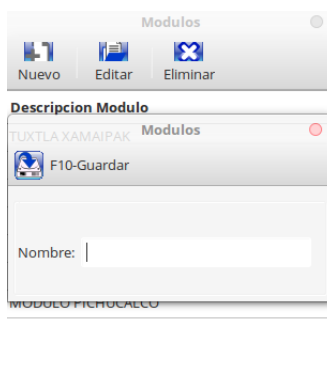 Modulos
Nuevo Editar Eliminar
Descripcion Modulo
TUXTLA XAMAIPAK
Modulos
F10-Guardar
Nombre:
MODULO PICHUCALCO